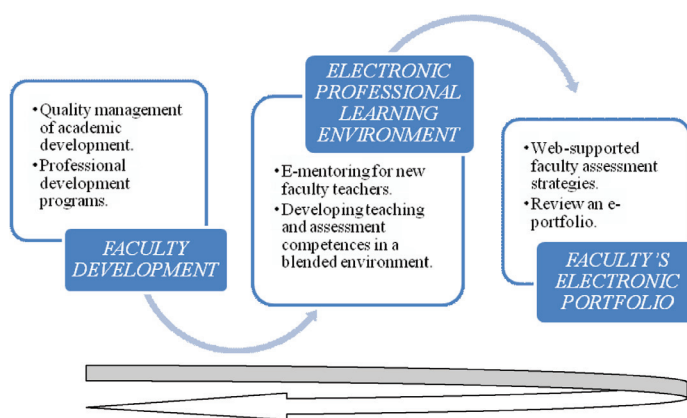 •Quality management
of academic
development.
•Professional
development
programs.
FACULTY
DEVELOPMENT
ELECTRONIC
PROFESSIONAL
LEARNING
ENVIRONMENT
•E-mentoring for new
faculty teachers.
•Developing teaching
and assessment
competences in a
blended environment.
•Web-supported
faculty assessment
strategies.
•Review an e-
portfolio.
FACULTY'S
ELECTRONIC
PORTFOLIO